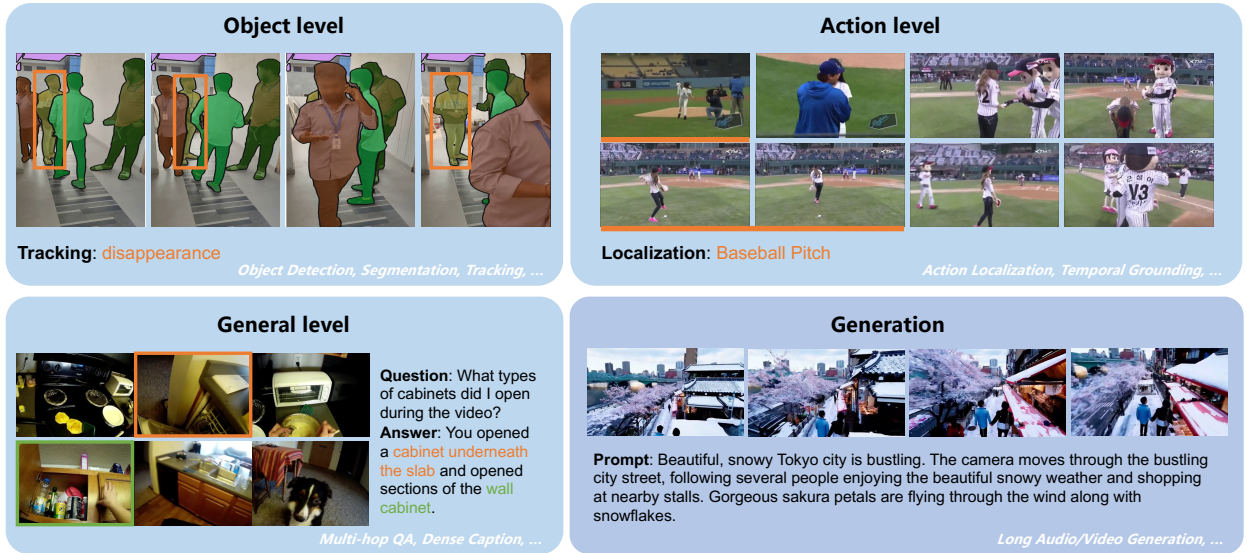 Object level
Tracking: disappearance
Object Detection, Segmentation, Tracking, ...
Action level
LG
V3
Localization: Baseball Pitch
Action Localization, Temporal Grounding, ...
General level
Question: What types
of cabinets did I open
during the video?
Answer: You opened
a cabinet underneath
the slab and opened
sections of the wall
cabinet.
Multi-hop QA, Dense Caption, ...
Generation
Prompt: Beautiful, snowy Tokyo city is bustling. The camera moves through the bustling
city street, following several people enjoying the beautiful snowy weather and shopping
at nearby stalls. Gorgeous sakura petals are flying through the wind along with
snowflakes.
Long Audio/Video Generation, ...